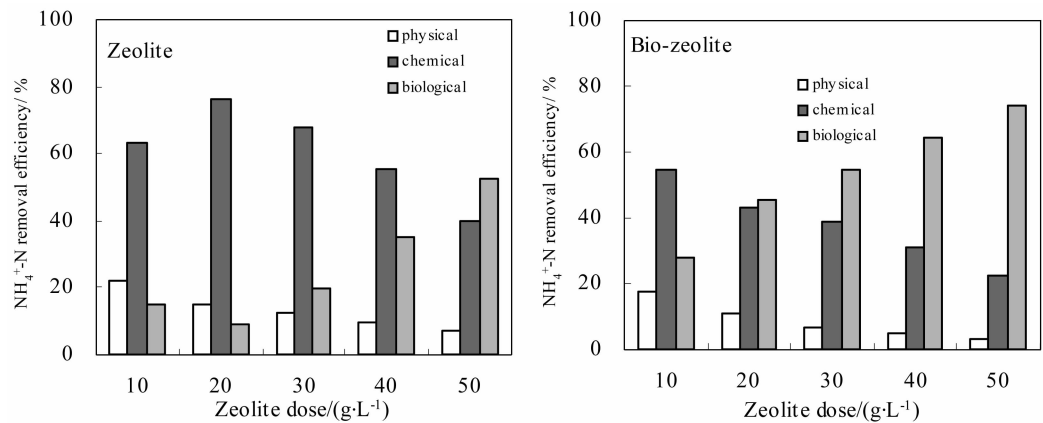 Zeolite
physical
chemical
biological
NH₄⁺-N removal efficiency/ %
100
80
60
40
20
0
10 20 30 40 50
Zeolite dose/(g·L⁻¹)
Bio-zeolite
physical
chemical
biological
NH₄⁺-N removal efficiency/ %
100
80
60
40
20
0
10 20 30 40 50
Zeolite dose/(g·L⁻¹)